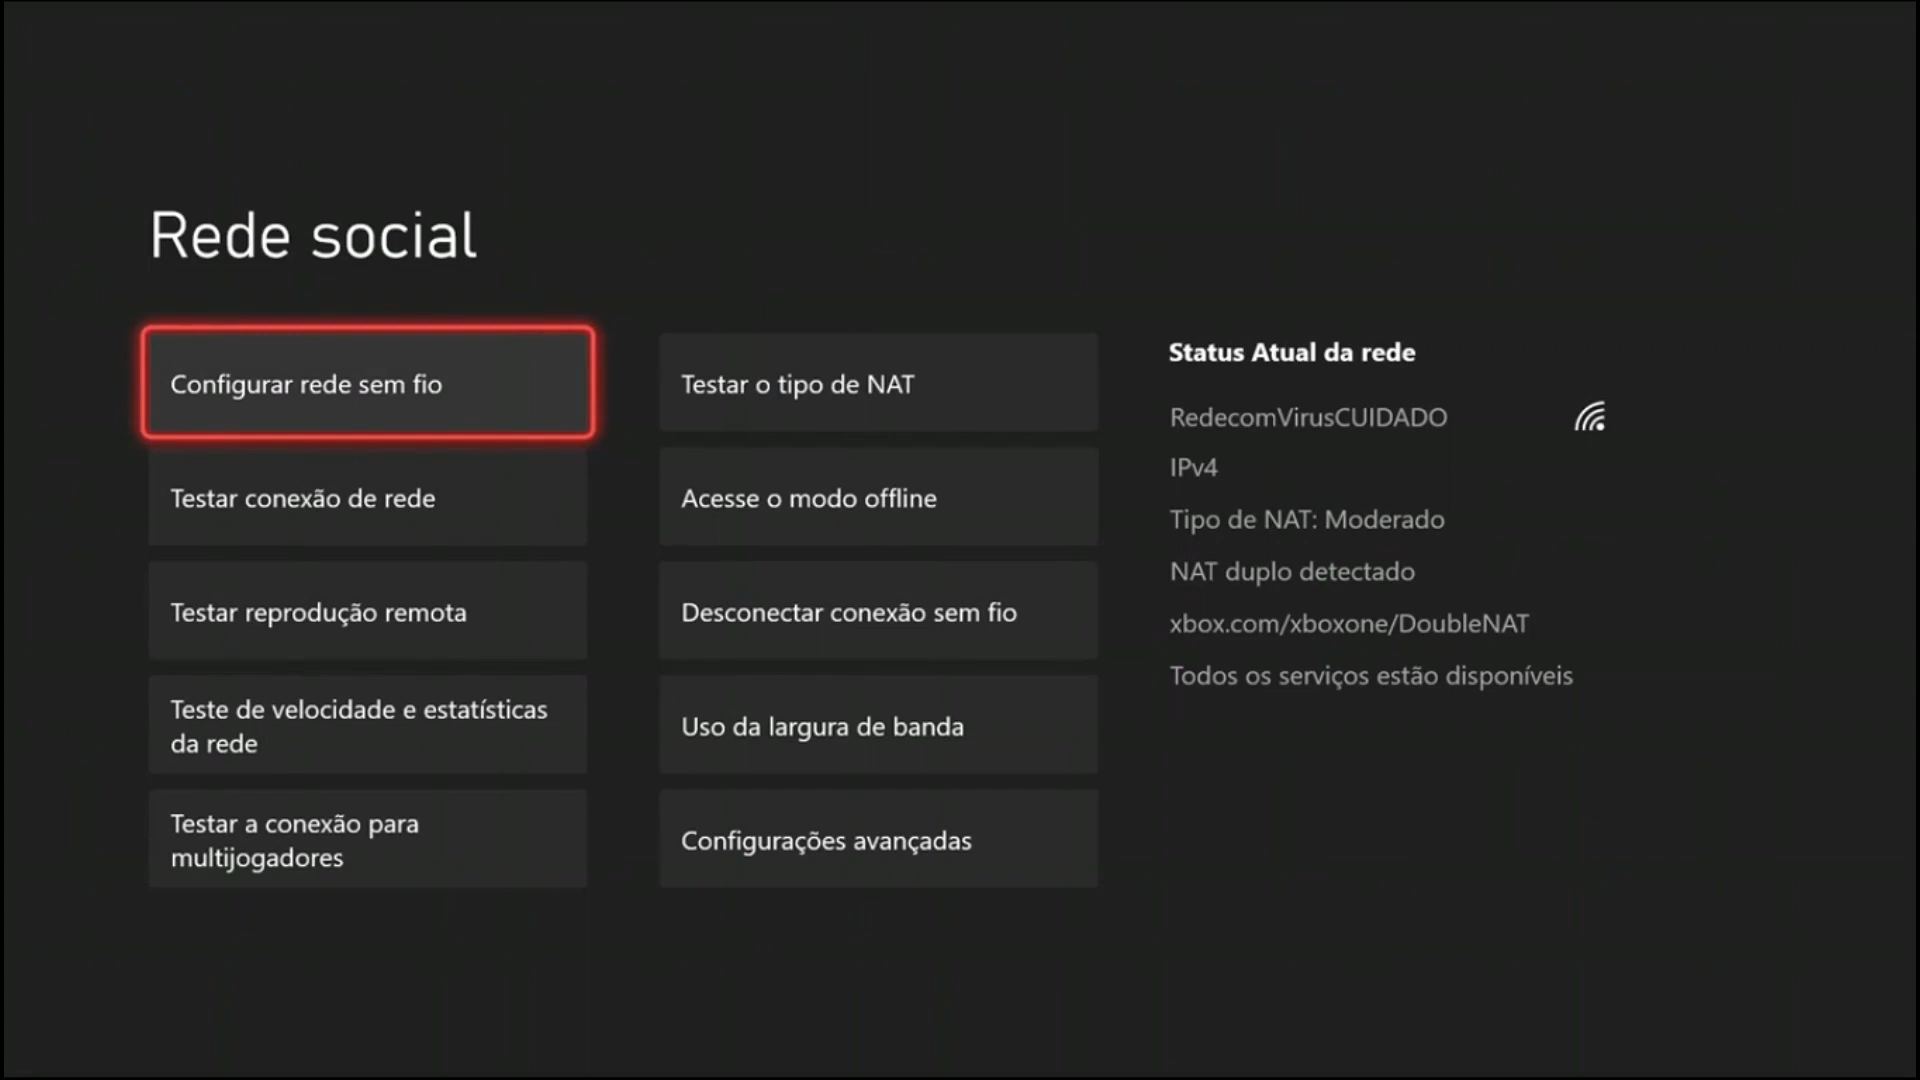 Rede social
Configurar rede sem fio
Testar conexão de rede
Testar reprodução remota
Teste de velocidade e estatísticas
da rede
Testar a conexão para
multijogadores
Testar o tipo de NAT
Acesse o modo offline
Desconectar conexão sem fio
Uso da largura de banda
Configurações avançadas
Status Atual da rede
RedecomVirusCUIDADO
IPv4
Tipo de NAT: Moderado
NAT duplo detectado
xbox.com/xboxone/DoubleNAT
Todos os serviços estão disponíveis